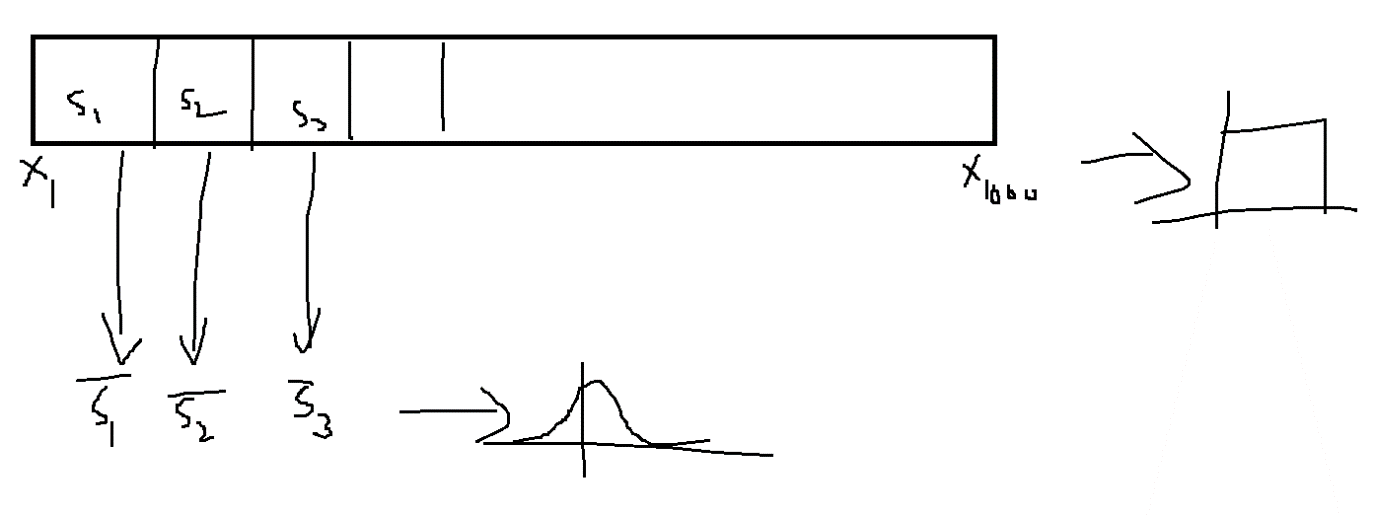 S₁ S₂ S₃
X₁ X₁₀₀₀
S̅₁ S̅₂ S̅₃